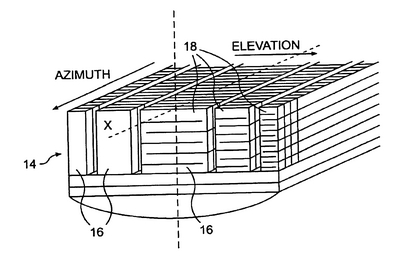 18
ELEVATION
AZIMUTH
X
14
16
16